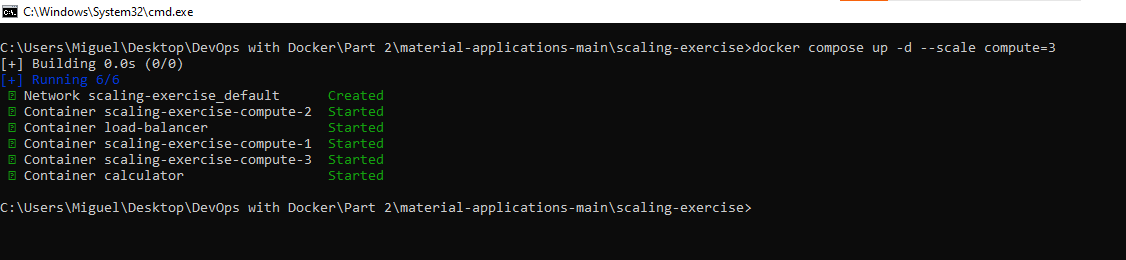 C:\Windows\System32\cmd.exe
C:\Users\Miguel\Desktop\DevOps with Docker\Part 2\material-applications-main\scaling-exercise>docker compose up -d --scale compute=3
[+] Building 0.0s (0/0)
[+] Running 6/6
Network scaling-exercise_default Created
Container scaling-exercise-compute-2 Started
Container load-balancer Started
Container scaling-exercise-compute-1 Started
Container scaling-exercise-compute-3 Started
Container calculator Started
C:\Users\Miguel\Desktop\DevOps with Docker\Part 2\material-applications-main\scaling-exercise>